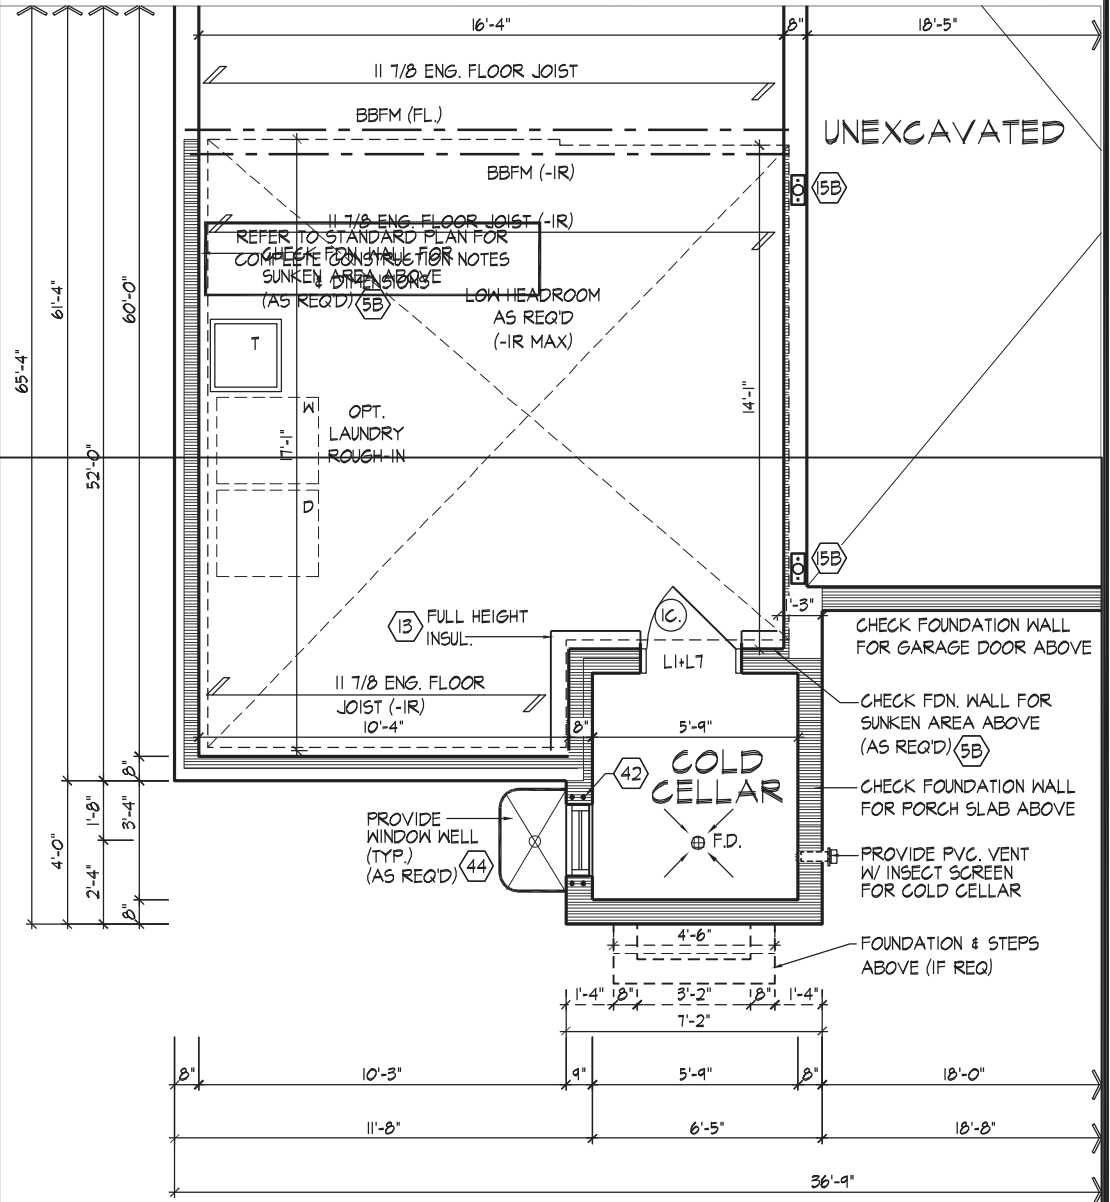 16'-4"
8"
18'-5"
11 7/8 ENG. FLOOR JOIST
BBFM (FL.)
UNEXCAVATED
BBFM (-1R)
15B
11 7/8 ENG. FLOOR JOIST (-1R)
REFER TO STANDARD PLAN FOR
COMPLETE CONSTRUCTION NOTES
& DIMENSIONS
CHECK FDN. WALL FOR
SUNKEN AREA ABOVE
(AS REQ'D) 5B
LOW HEADROOM
AS REQ'D
(-1R MAX)
61'-4"
60'-0"
65'-4"
52'-0"
T
W
OPT.
LAUNDRY
ROUGH-IN
17'-1"
14'-1"
D
15B
1'-3"
13 FULL HEIGHT
INSUL.
1C.
L1+L7
CHECK FOUNDATION WALL
FOR GARAGE DOOR ABOVE
11 7/8 ENG. FLOOR
JOIST (-1R)
10'-4"
8"
5'-9"
CHECK FDN. WALL FOR
SUNKEN AREA ABOVE
(AS REQ'D) 5B
COLD
CELLAR
42
CHECK FOUNDATION WALL
FOR PORCH SLAB ABOVE
8"
1'-8"
3'-4"
4'-0"
2'-4"
8"
PROVIDE
WINDOW WELL
(TYP.)
(AS REQ'D) 44
F.D.
PROVIDE PVC. VENT
W/ INSECT SCREEN
FOR COLD CELLAR
4'-6"
FOUNDATION & STEPS
ABOVE (IF REQ)
1'-4"
8"
3'-2"
8"
1'-4"
7'-2"
8"
10'-3"
9"
5'-9"
8"
18'-0"
11'-8"
6'-5"
18'-8"
36'-9"